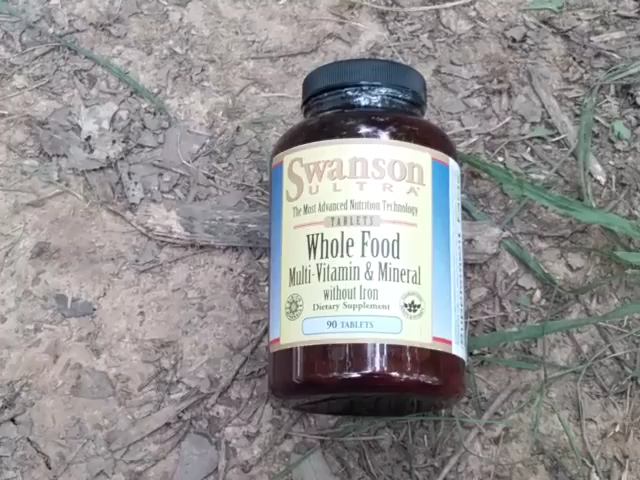 Swanson
ULTRA
The Most Advanced Nutrition Technology
TABLETS
Whole Food
Multi-Vitamin & Mineral
without Iron
Dietary Supplement
90 TABLETS